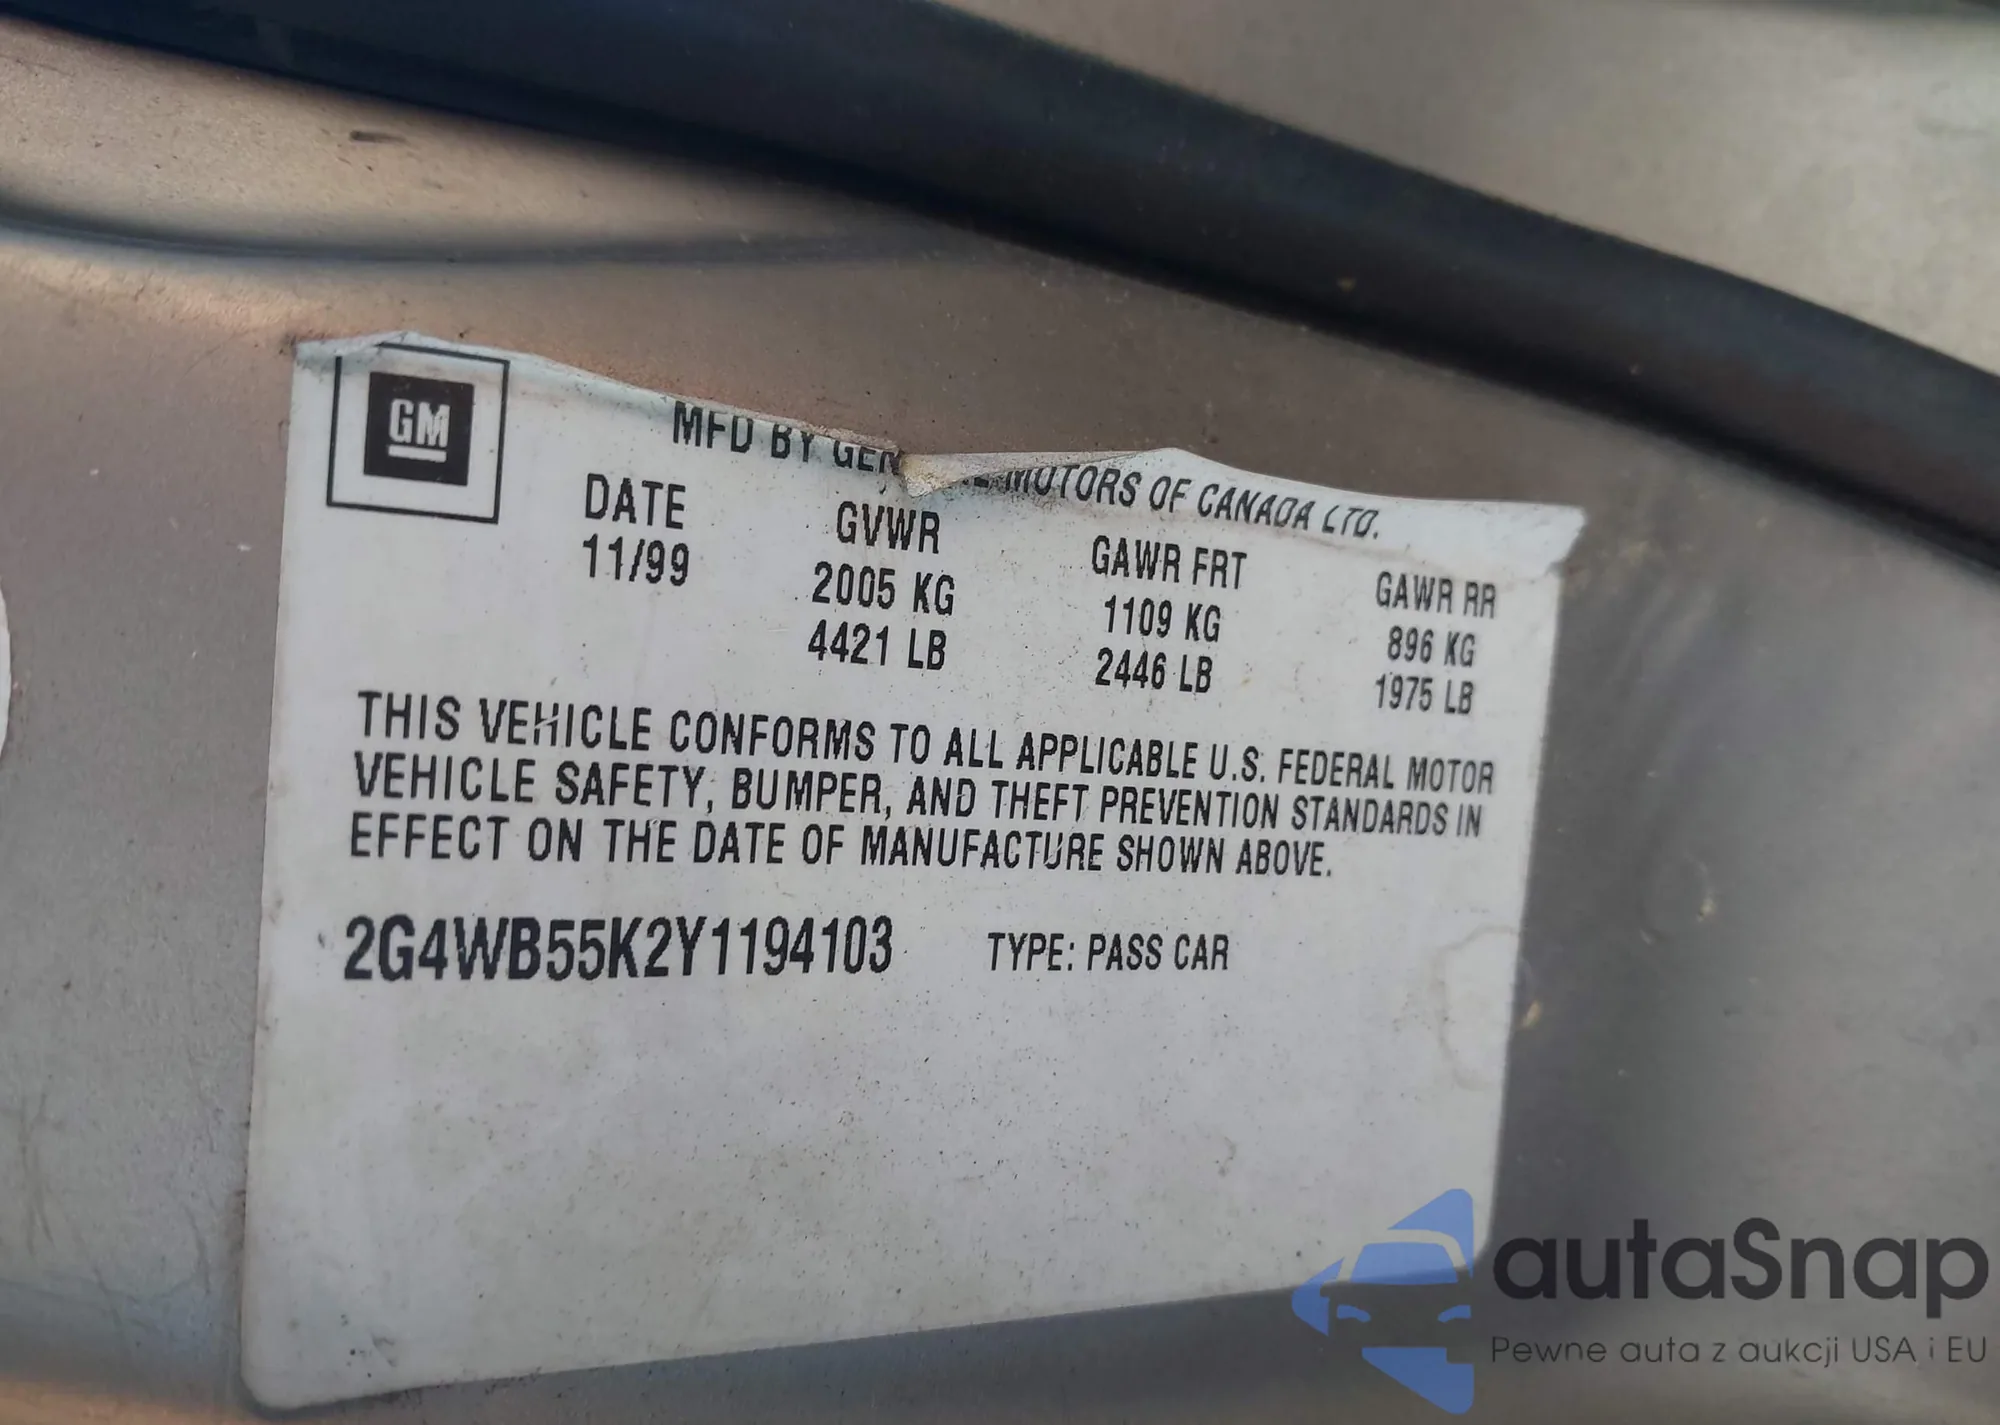 GM
MFD BY GEN MOTORS OF CANADA LTD.
DATE GVWR GAWR FRT GAWR RR
11/99 2005 KG 1109 KG 896 KG
4421 LB 2446 LB 1975 LB
THIS VEHICLE CONFORMS TO ALL APPLICABLE U.S. FEDERAL MOTOR
VEHICLE SAFETY, BUMPER, AND THEFT PREVENTION STANDARDS IN
EFFECT ON THE DATE OF MANUFACTURE SHOWN ABOVE.
2G4WB55K2Y1194103 TYPE: PASS CAR
autaSnap
Pewne auta z aukcji USA i EU